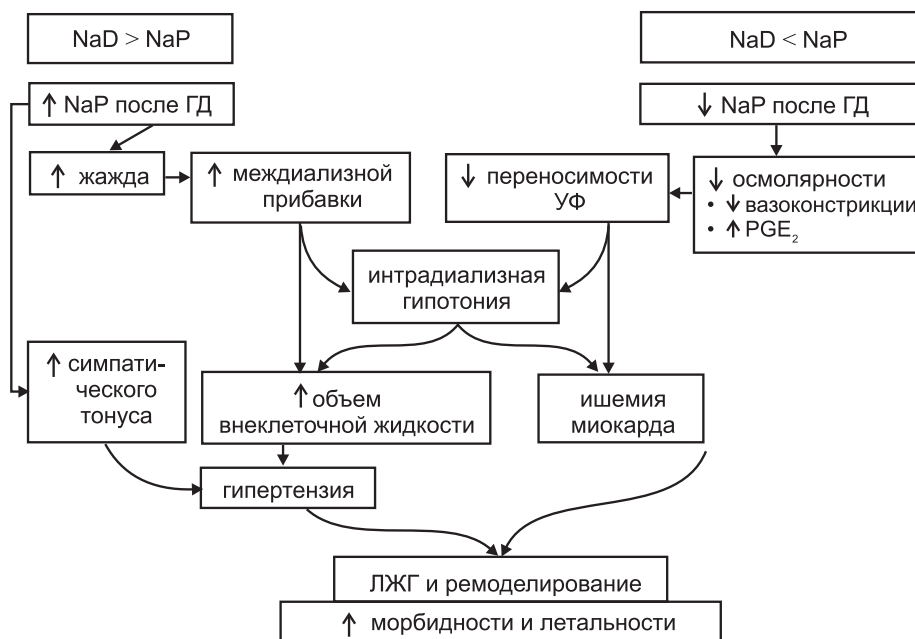 NaD > NaP
NaD < NaP
↑ NaP после ГД
↓ NaP после ГД
↑ жажда
↑ междиализной
прибавки
↓ переносимости
УФ
↓ осмолярности
• ↓ вазоконстрикции
• ↑ PGE₂
интрадиализная
гипотония
↑ симпати-
ческого
тонуса
↑ объем
внеклеточной жидкости
ишемия
миокарда
гипертензия
ЛЖГ и ремоделирование
↑ морбидности и летальности